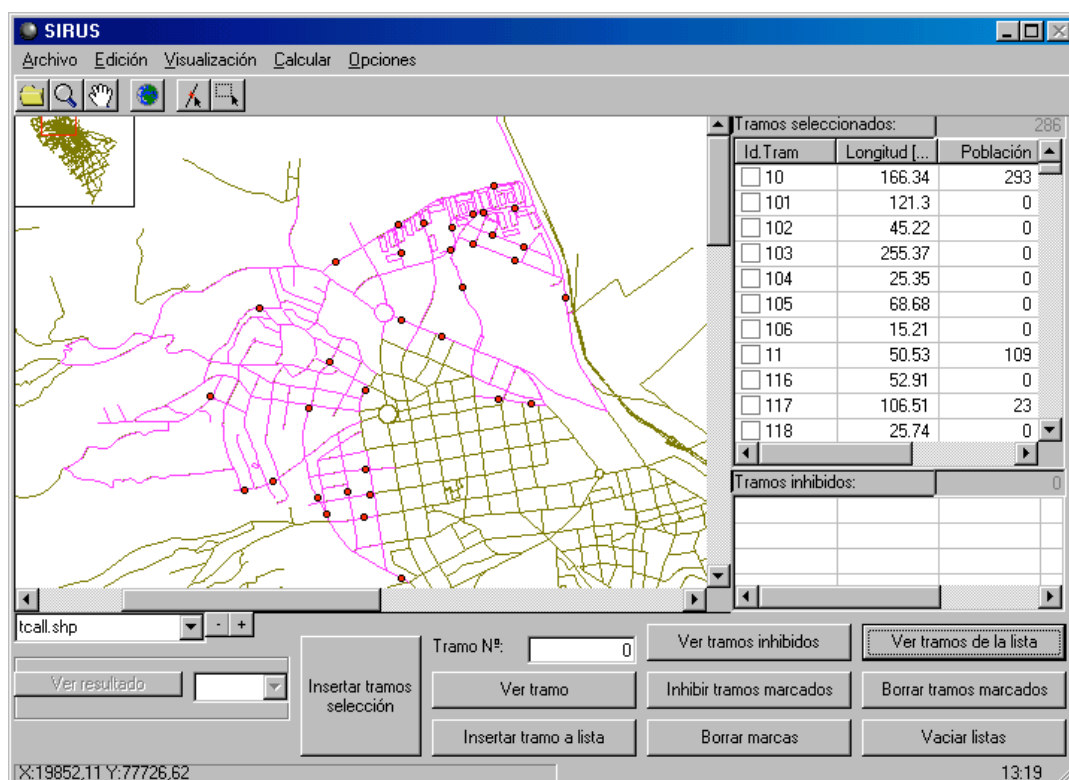 SIRUS
Archivo Edición Visualización Calcular Opciones
Tramos seleccionados: 286
Id.Tram Longitud [... Población
10 166.34 293
101 121.3 0
102 45.22 0
103 255.37 0
104 25.35 0
105 68.68 0
106 15.21 0
11 50.53 109
116 52.91 0
117 106.51 23
118 25.74 0
Tramos inhibidos: 0
tcall.shp - +
Ver resultado
Insertar tramos selección
Tramo Nº: 0
Ver tramo
Insertar tramo a lista
Ver tramos inhibidos
Inhibir tramos marcados
Borrar marcas
Ver tramos de la lista
Borrar tramos marcados
Vaciar listas
X:19852,11 Y:77726,62 13:19